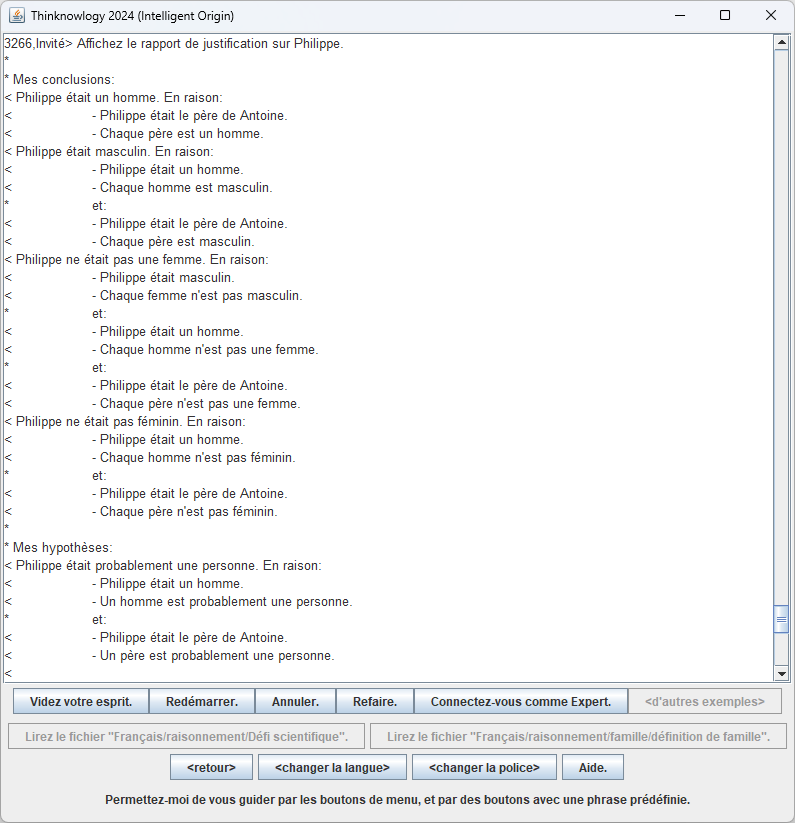 Thinknowlogy 2024 (Intelligent Origin)
3266,Invité> Affichez le rapport de justification sur Philippe.
*
* Mes conclusions:
< Philippe était un homme. En raison:
< - Philippe était le père de Antoine.
< - Chaque père est un homme.
< Philippe était masculin. En raison:
< - Philippe était un homme.
< - Chaque homme est masculin.
* et:
< - Philippe était le père de Antoine.
< - Chaque père est masculin.
< Philippe ne était pas une femme. En raison:
< - Philippe était masculin.
< - Chaque femme n'est pas masculin.
* et:
< - Philippe était un homme.
< - Chaque homme n'est pas une femme.
* et:
< - Philippe était le père de Antoine.
< - Chaque père n'est pas une femme.
< Philippe ne était pas féminin. En raison:
< - Philippe était un homme.
< - Chaque homme n'est pas féminin.
* et:
< - Philippe était le père de Antoine.
< - Chaque père n'est pas féminin.
*
* Mes hypothèses:
< Philippe était probablement une personne. En raison:
< - Philippe était un homme.
< - Un homme est probablement une personne.
* et:
< - Philippe était le père de Antoine.
< - Un père est probablement une personne.
<
Videz votre esprit. Redémarrer. Annuler. Refaire. Connectez-vous comme Expert. <d'autres exemples>
Lirez le fichier "Français/raisonnement/Défi scientifique". Lirez le fichier "Français/raisonnement/famille/définition de famille".
<retour> <changer la langue> <changer la police> Aide.
Permettez-moi de vous guider par les boutons de menu, et par des boutons avec une phrase prédéfinie.